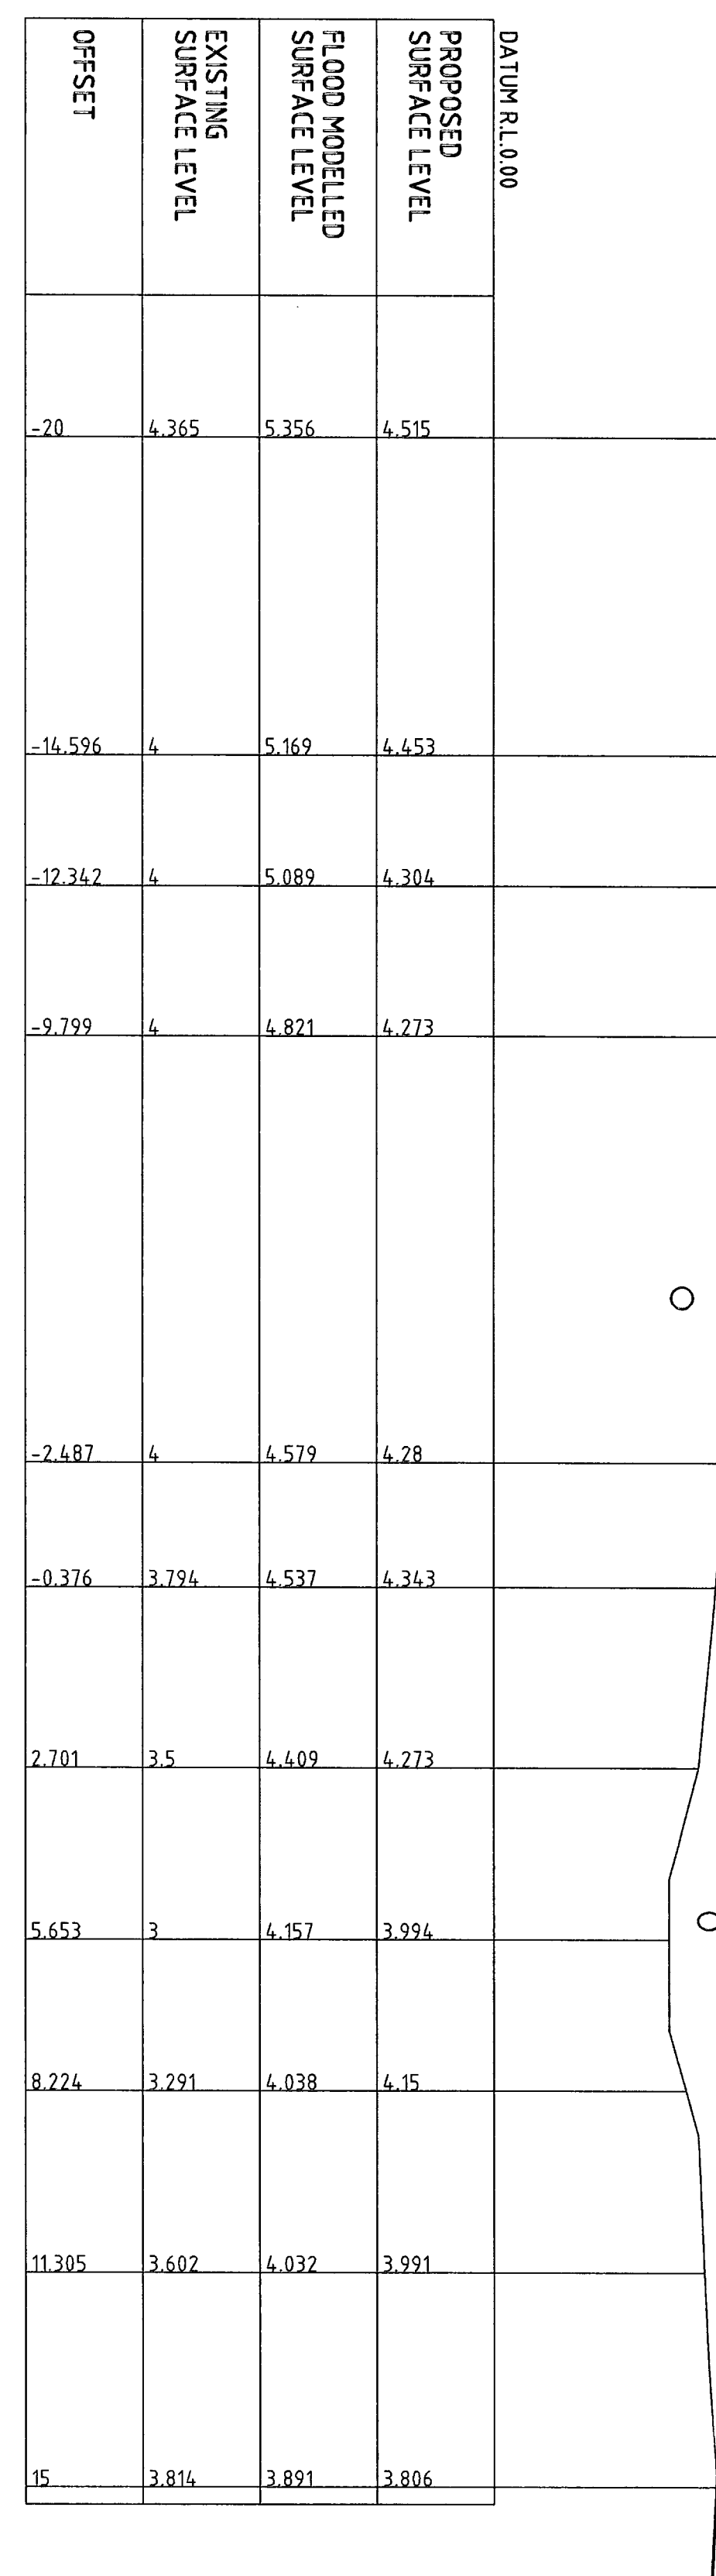 DATUM R.L.0.00
PROPOSED
SURFACE LEVEL
FLOOD MODELLED
SURFACE LEVEL
EXISTING
SURFACE LEVEL
OFFSET
-20 4.365 5.356 4.515
-14.596 4 5.169 4.453
-12.342 4 5.089 4.304
-9.799 4 4.821 4.273
-2.487 4 4.579 4.28
-0.376 3.794 4.537 4.343
2.701 3.5 4.409 4.273
5.653 3 4.157 3.994
8.224 3.291 4.038 4.15
11.305 3.602 4.032 3.991
15 3.814 3.891 3.806